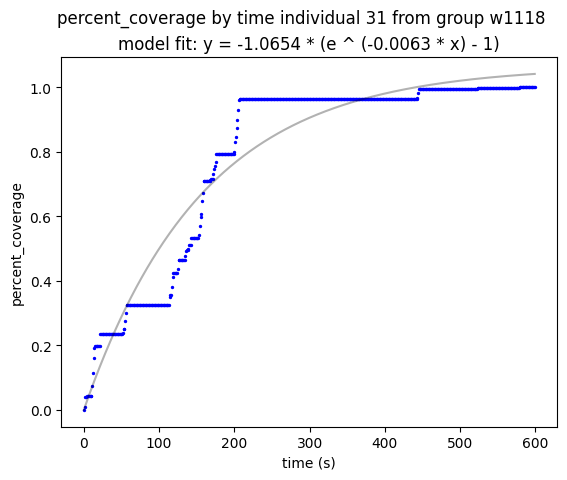 percent_coverage by time individual 31 from group w1118
model fit: y = -1.0654 * (e ^ (-0.0063 * x) - 1)
1.0
0.8
0.6
0.4
0.2
0.0
percent_coverage
0 100 200 300 400 500 600
time (s)